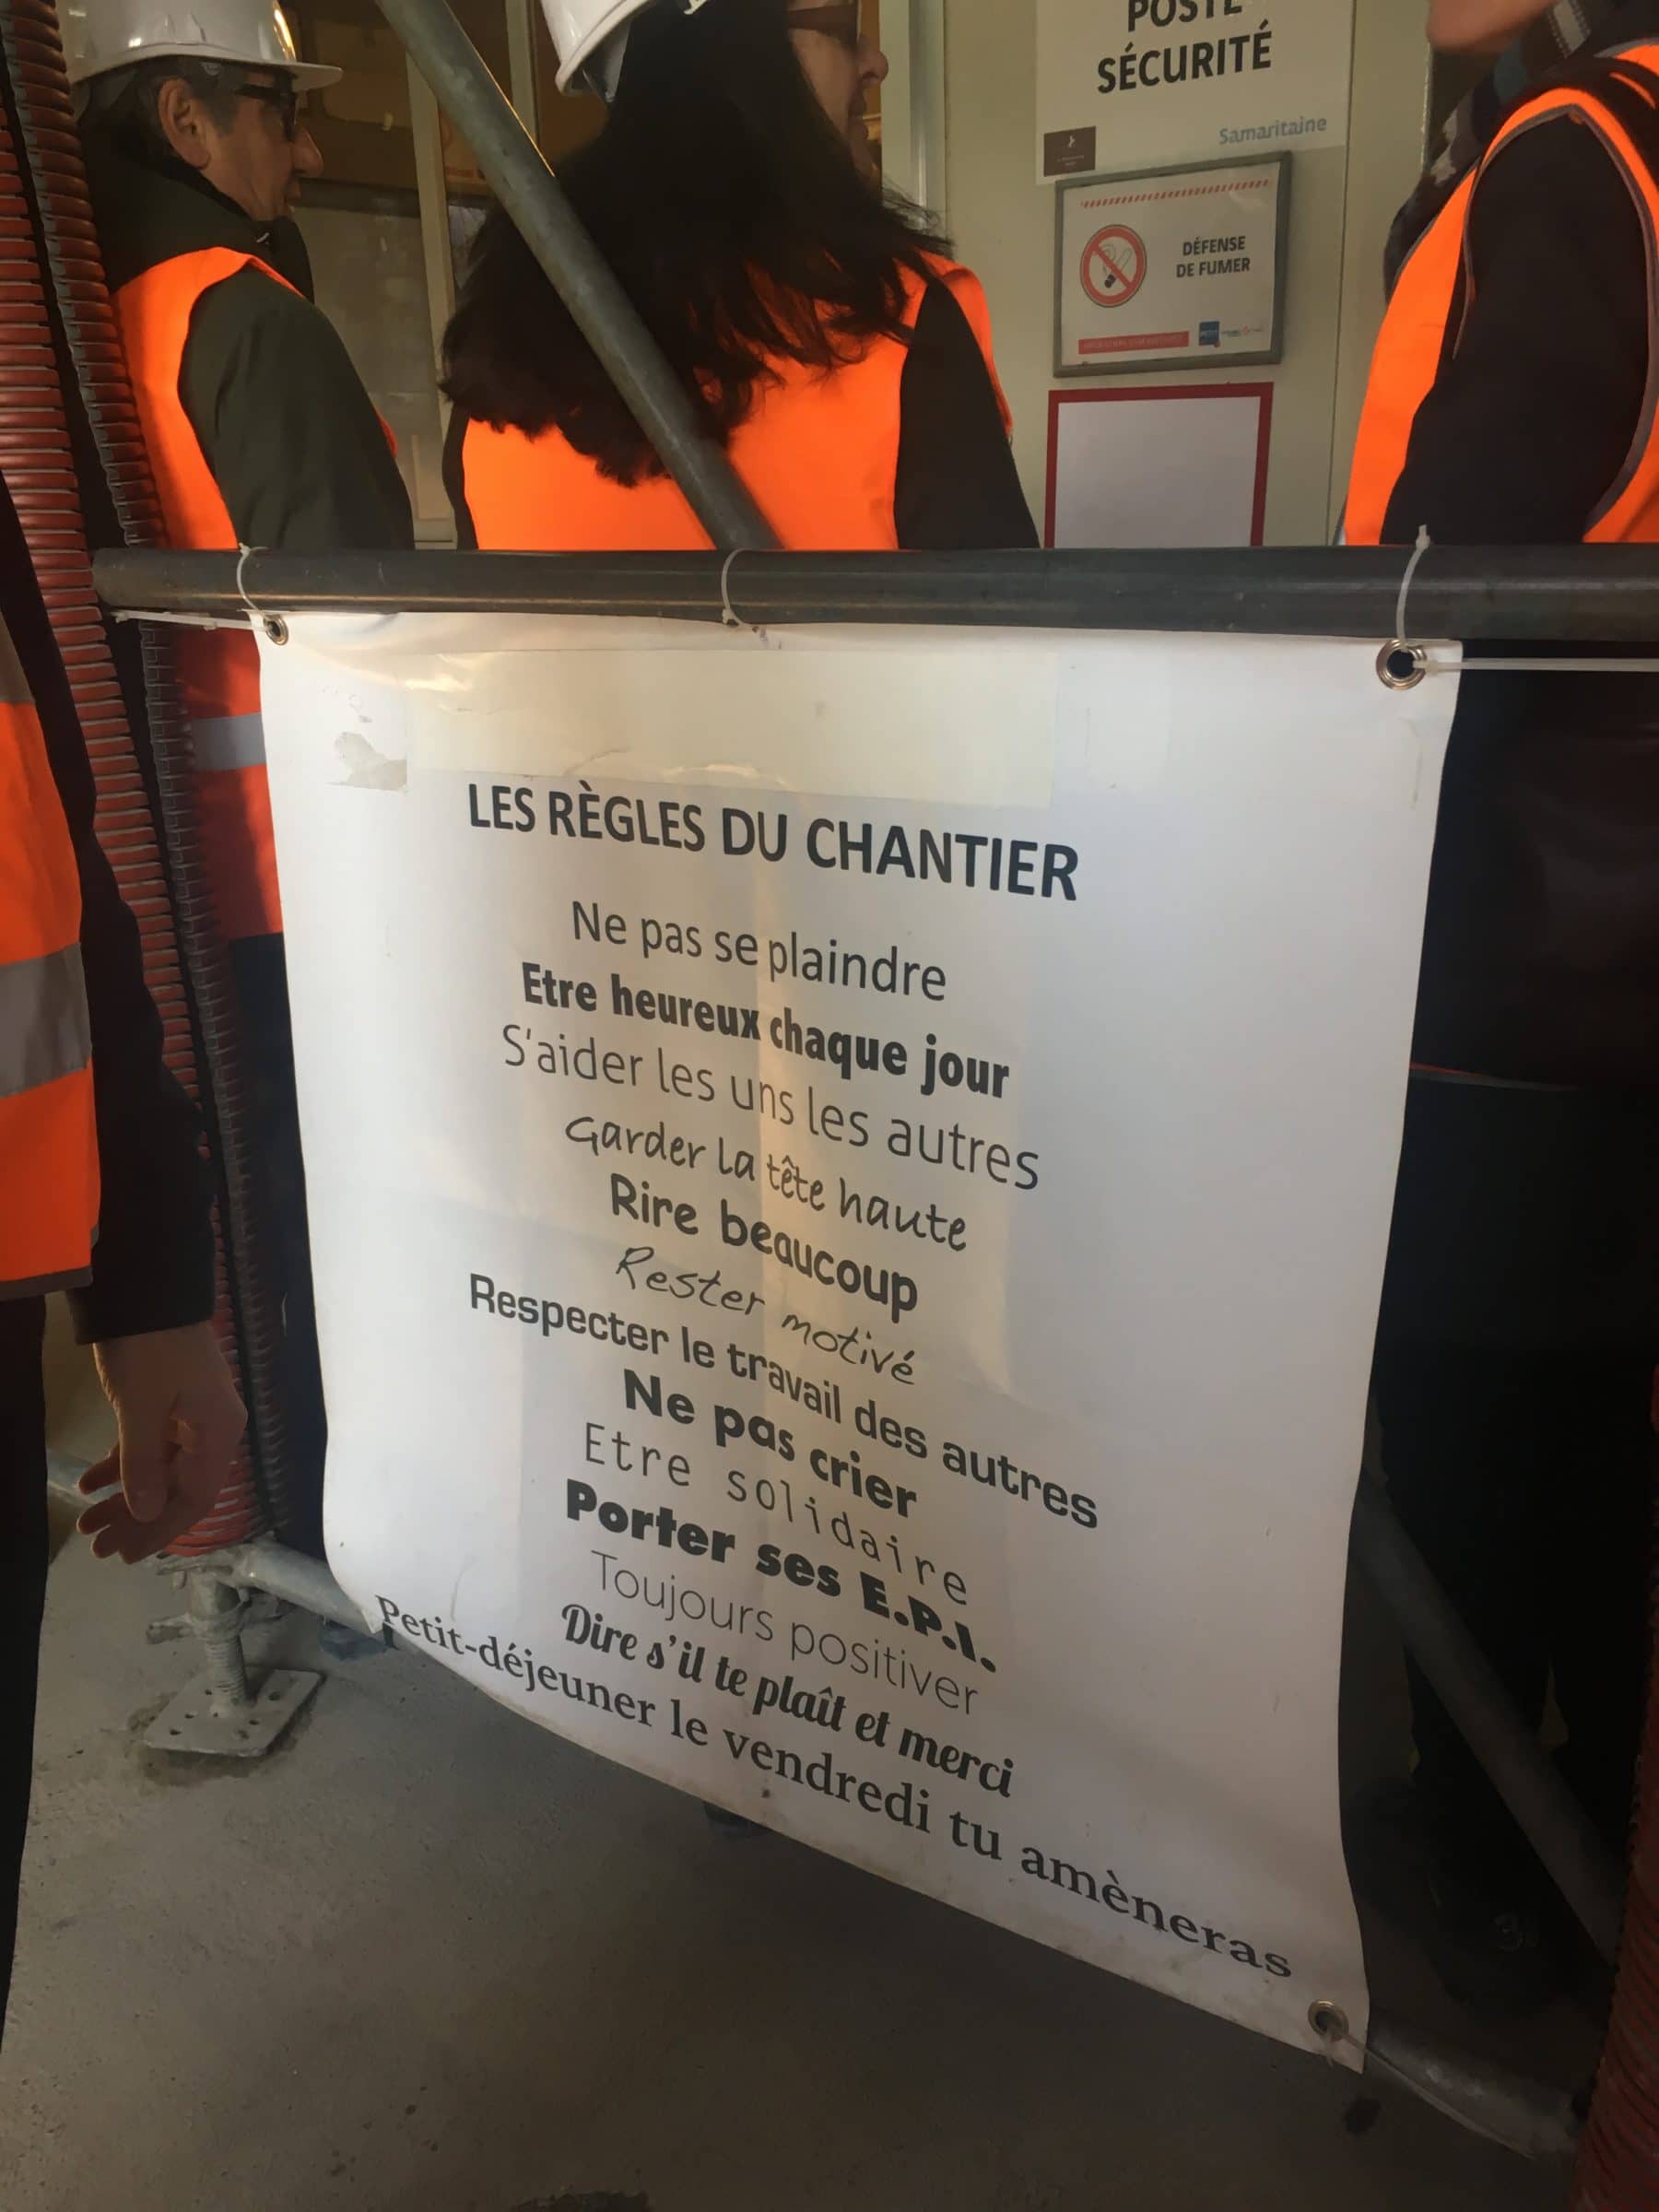 POSTE
SÉCURITÉ
Samaritaine
DÉFENSE
DE FUMER
LES RÈGLES DU CHANTIER
Ne pas se plaindre
Etre heureux chaque jour
S'aider les uns les autres
Garder la tête haute
Rire beaucoup
Rester motivé
Respecter le travail des autres
Ne pas crier
Etre solidaire
Porter ses E.P.I.
Toujours positiver
Dire s'il te plaît et merci
Petit-déjeuner le vendredi tu amèneras